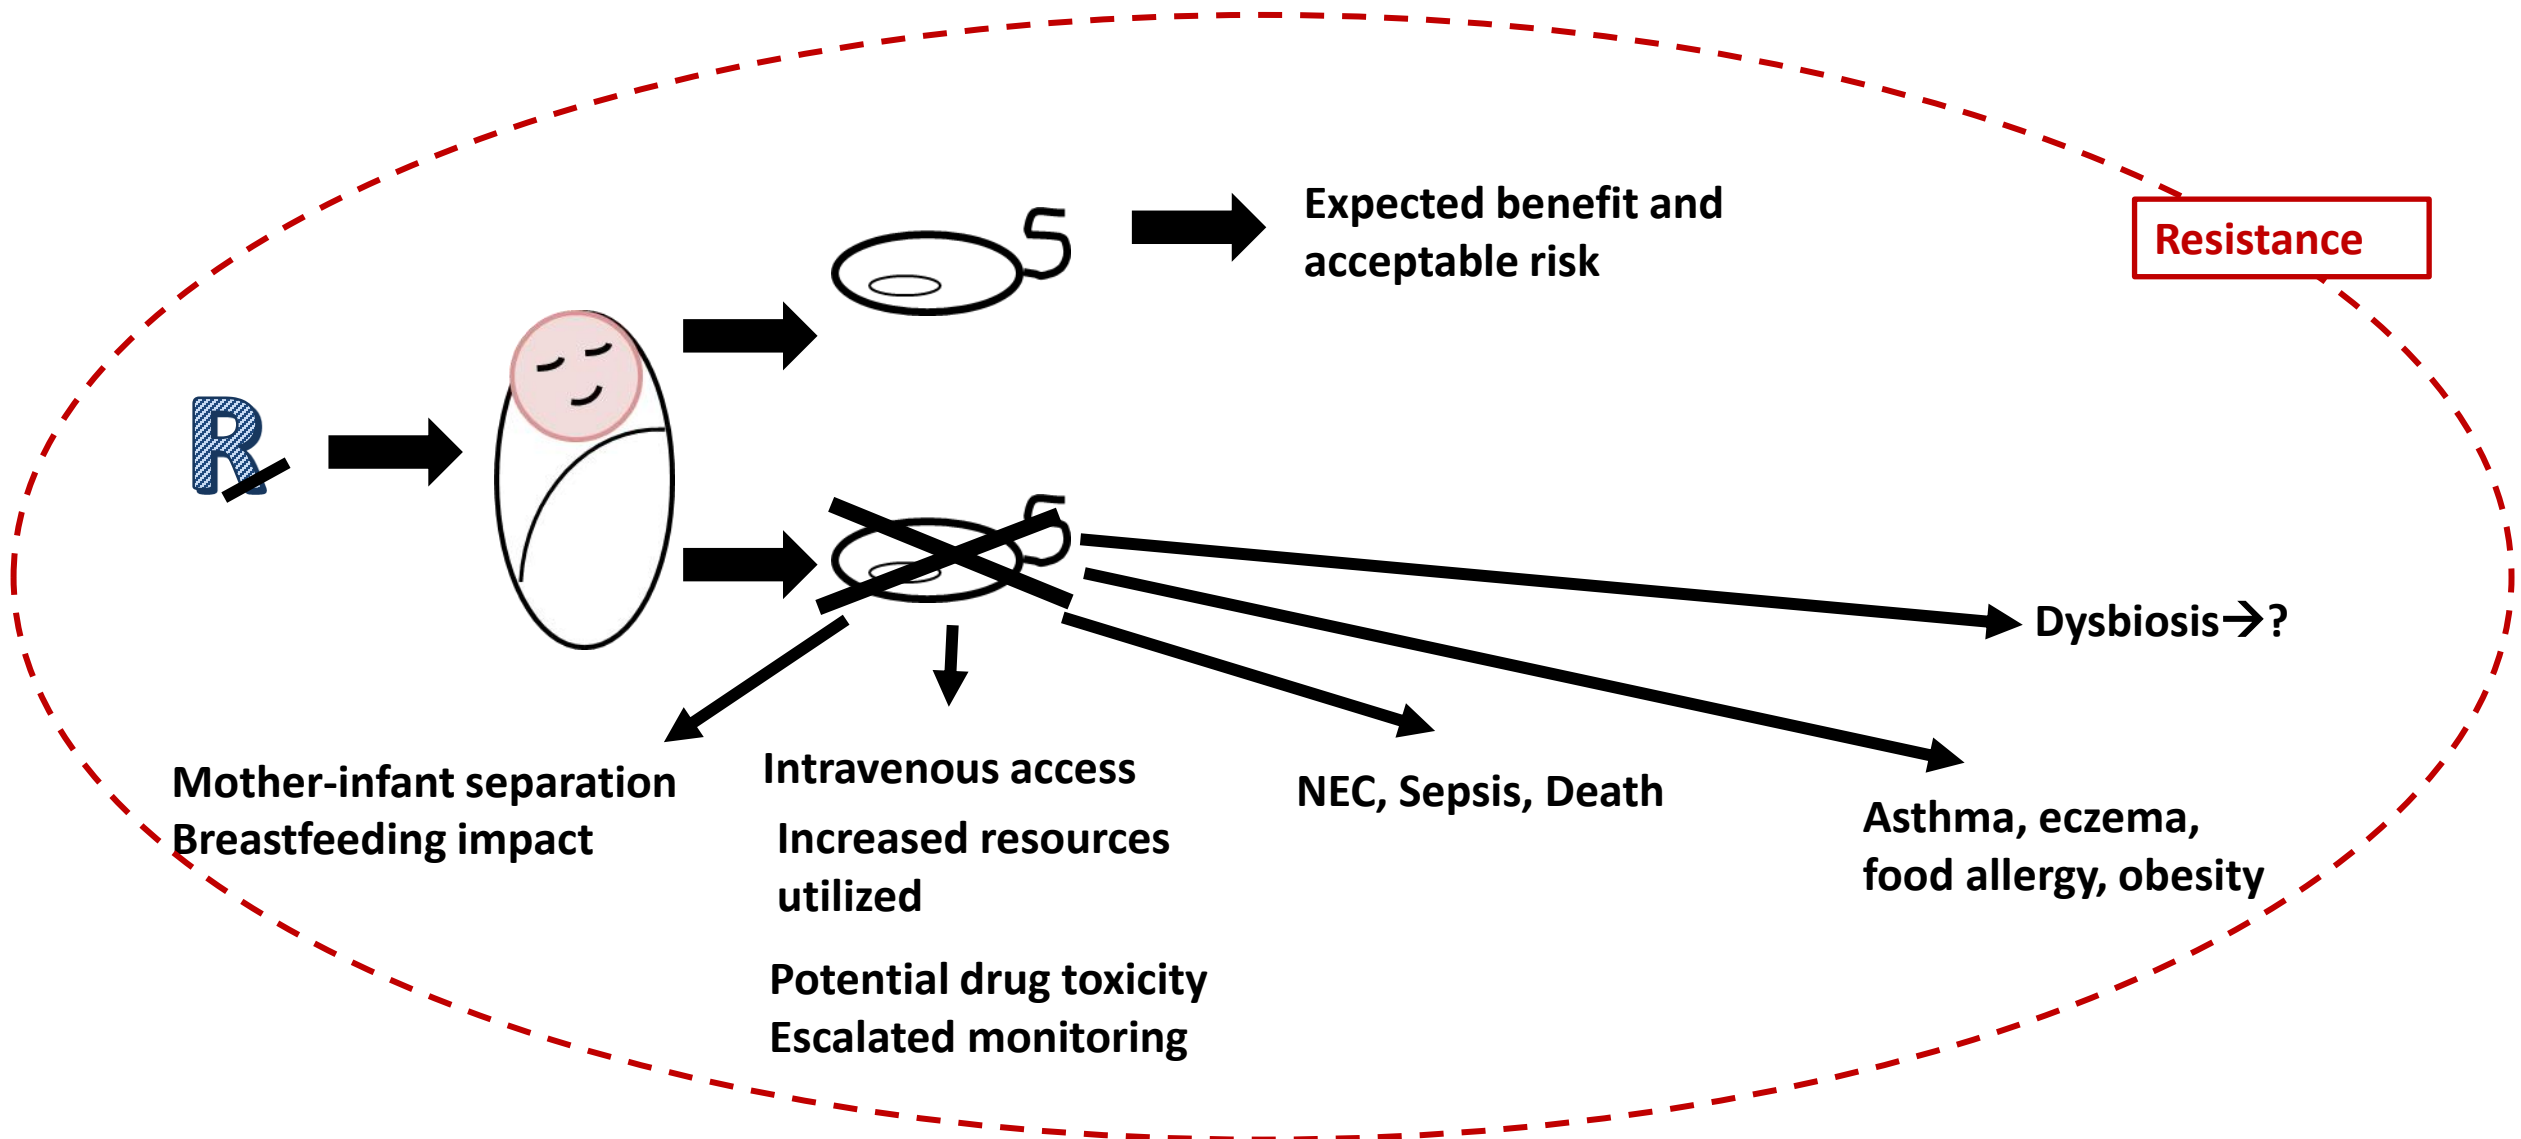 Expected benefit and
acceptable risk
Resistance
R
Dysbiosis→?
Mother-infant separation
Breastfeeding impact
Intravenous access
Increased resources
utilized
Potential drug toxicity
Escalated monitoring
NEC, Sepsis, Death
Asthma, eczema,
food allergy, obesity